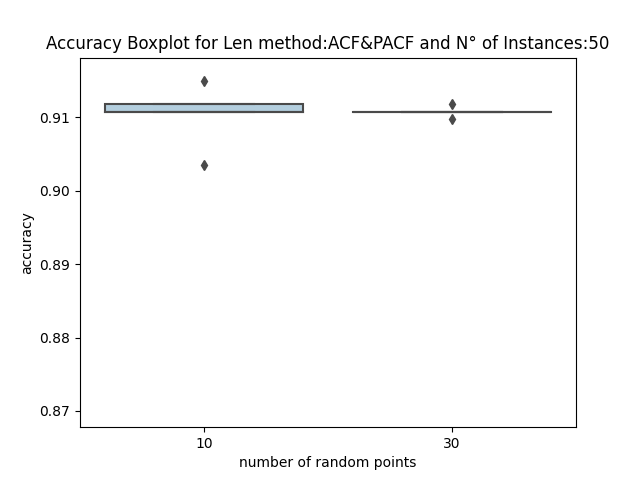 Accuracy Boxplot for Len method:ACF&PACF and N° of Instances:50
0.91
0.90
0.89
0.88
0.87
accuracy
10 30
number of random points